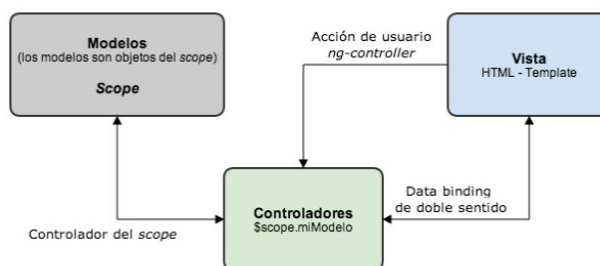 Modelos
(los modelos son objetos del scope)
Scope
Acción de usuario
ng-controller
Vista
HTML - Template
Controladores
$scope.miModelo
Controlador del scope
Data binding
de doble sentido